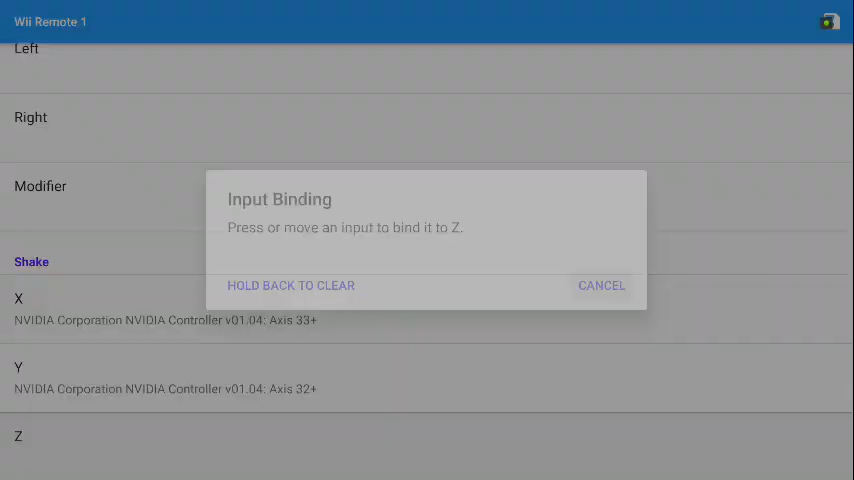 Wii Remote 1
Left
Right
Modifier
Input Binding
Press or move an input to bind it to Z.
HOLD BACK TO CLEAR
CANCEL
Shake
X
NVIDIA Corporation NVIDIA Controller v01.04: Axis 33+
Y
NVIDIA Corporation NVIDIA Controller v01.04: Axis 32+
Z